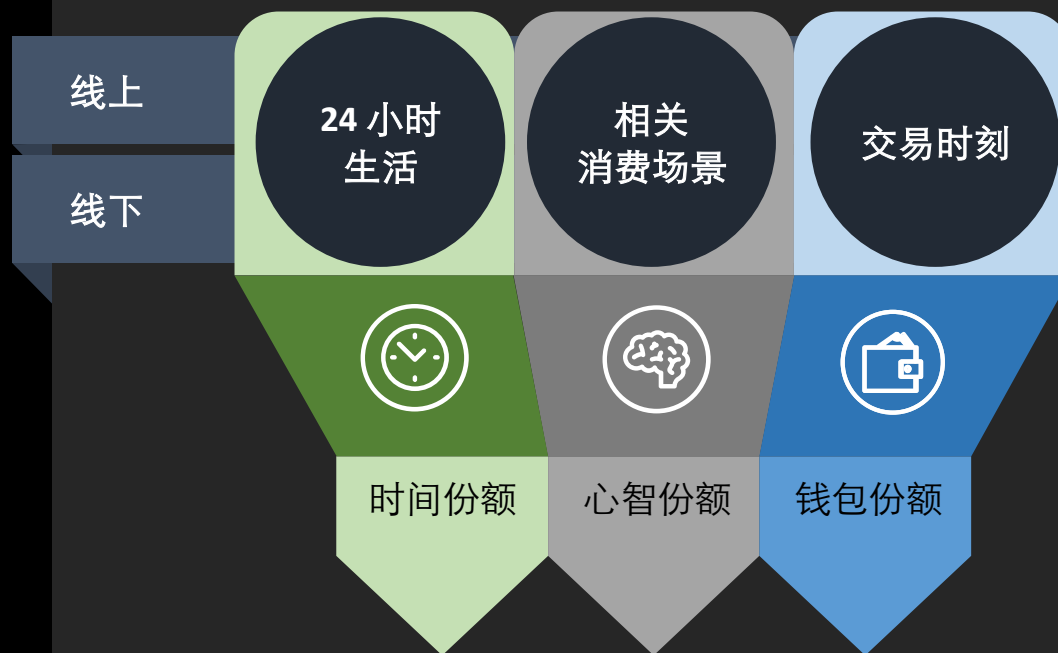 线上
24 小时
生活
相关
消费场景
交易时刻
线下
时间份额
心智份额
钱包份额